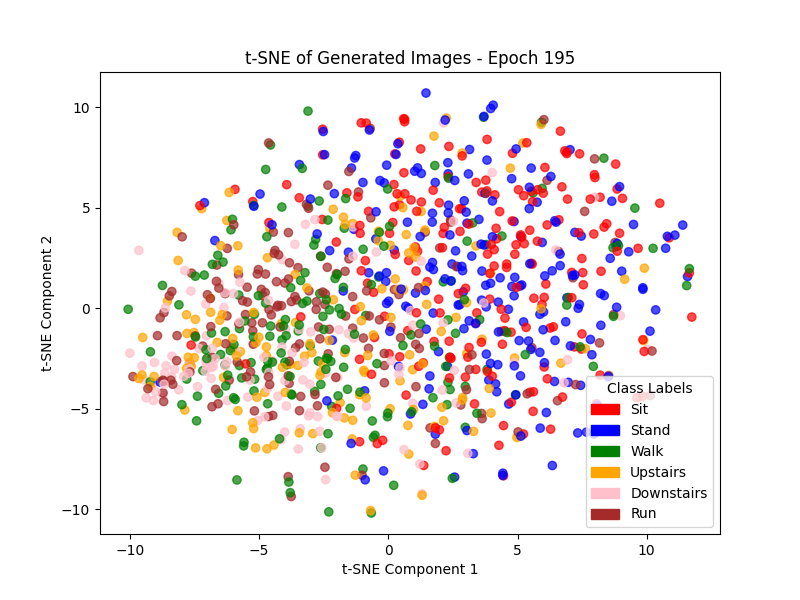 t-SNE of Generated Images - Epoch 195
t-SNE Component 2
10
5
0
−5
−10
Class Labels
Sit
Stand
Walk
Upstairs
Downstairs
Run
−10
−5
0
5
10
t-SNE Component 1